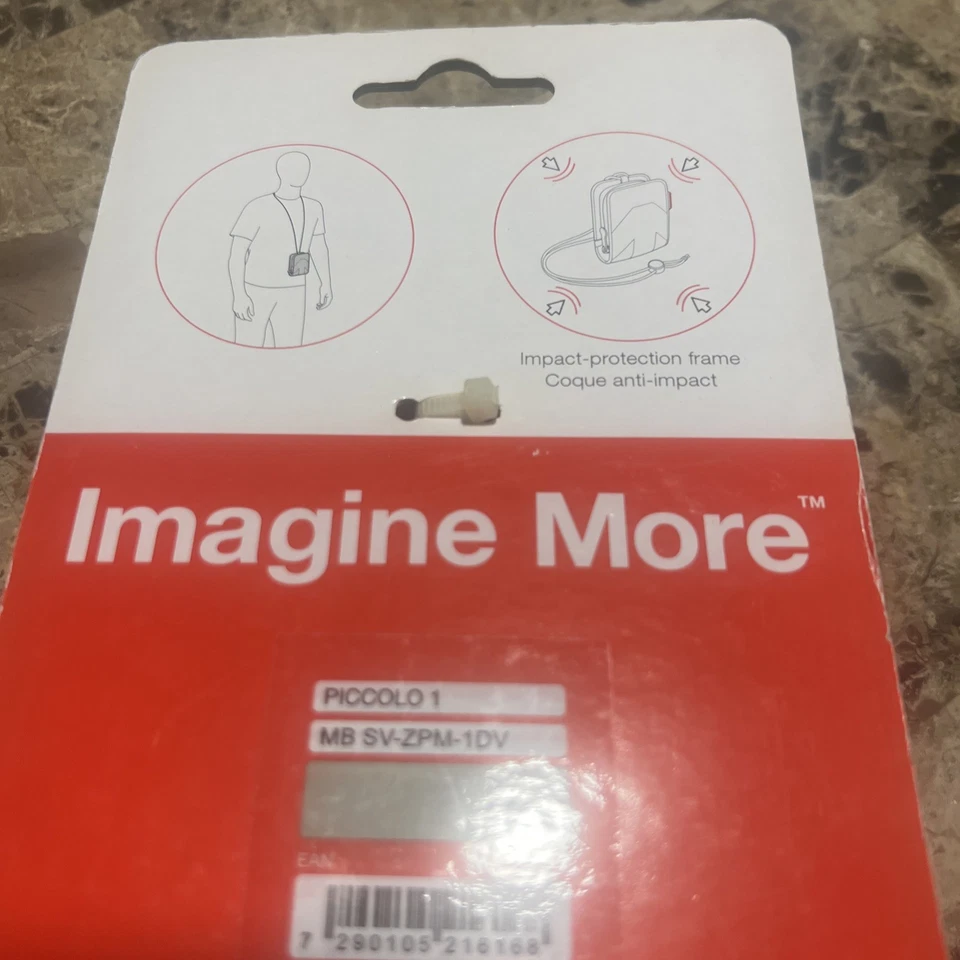 Impact-protection frame
Coque anti-impact
Imagine More™
PICCOLO 1
MB SV-ZPM-1DV
EAN
7 290105 216168